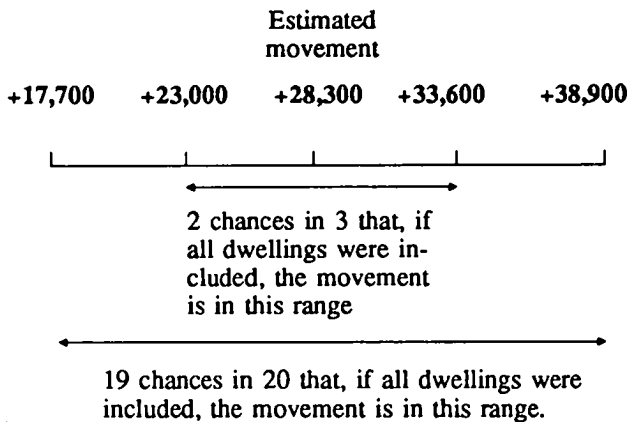 Estimated
movement
+17,700 +23,000 +28,300 +33,600 +38,900
2 chances in 3 that, if
all dwellings were in-
cluded, the movement
is in this range
19 chances in 20 that, if all dwellings were
included, the movement is in this range.